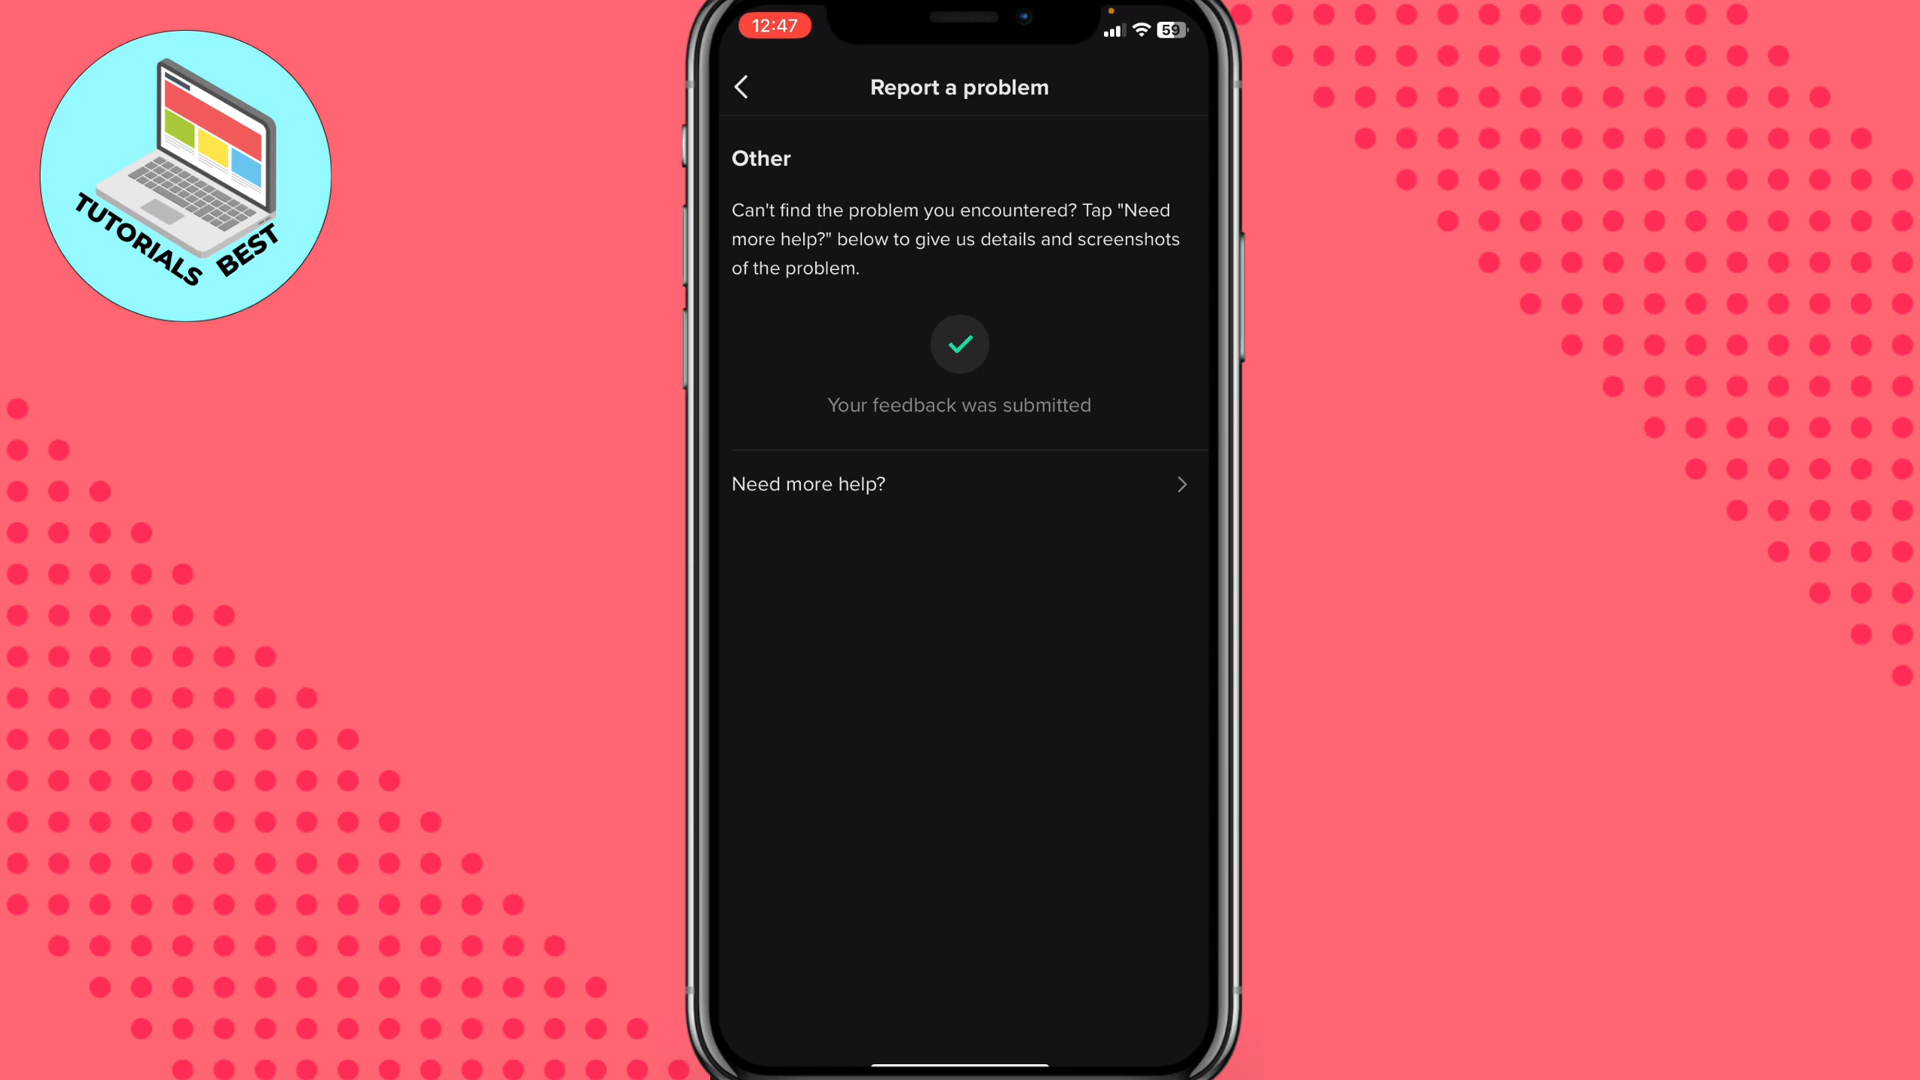 TUTORIALS BEST
12:47
59
Report a problem
Other
Can't find the problem you encountered? Tap "Need
more help?" below to give us details and screenshots
of the problem.
Your feedback was submitted
Need more help?